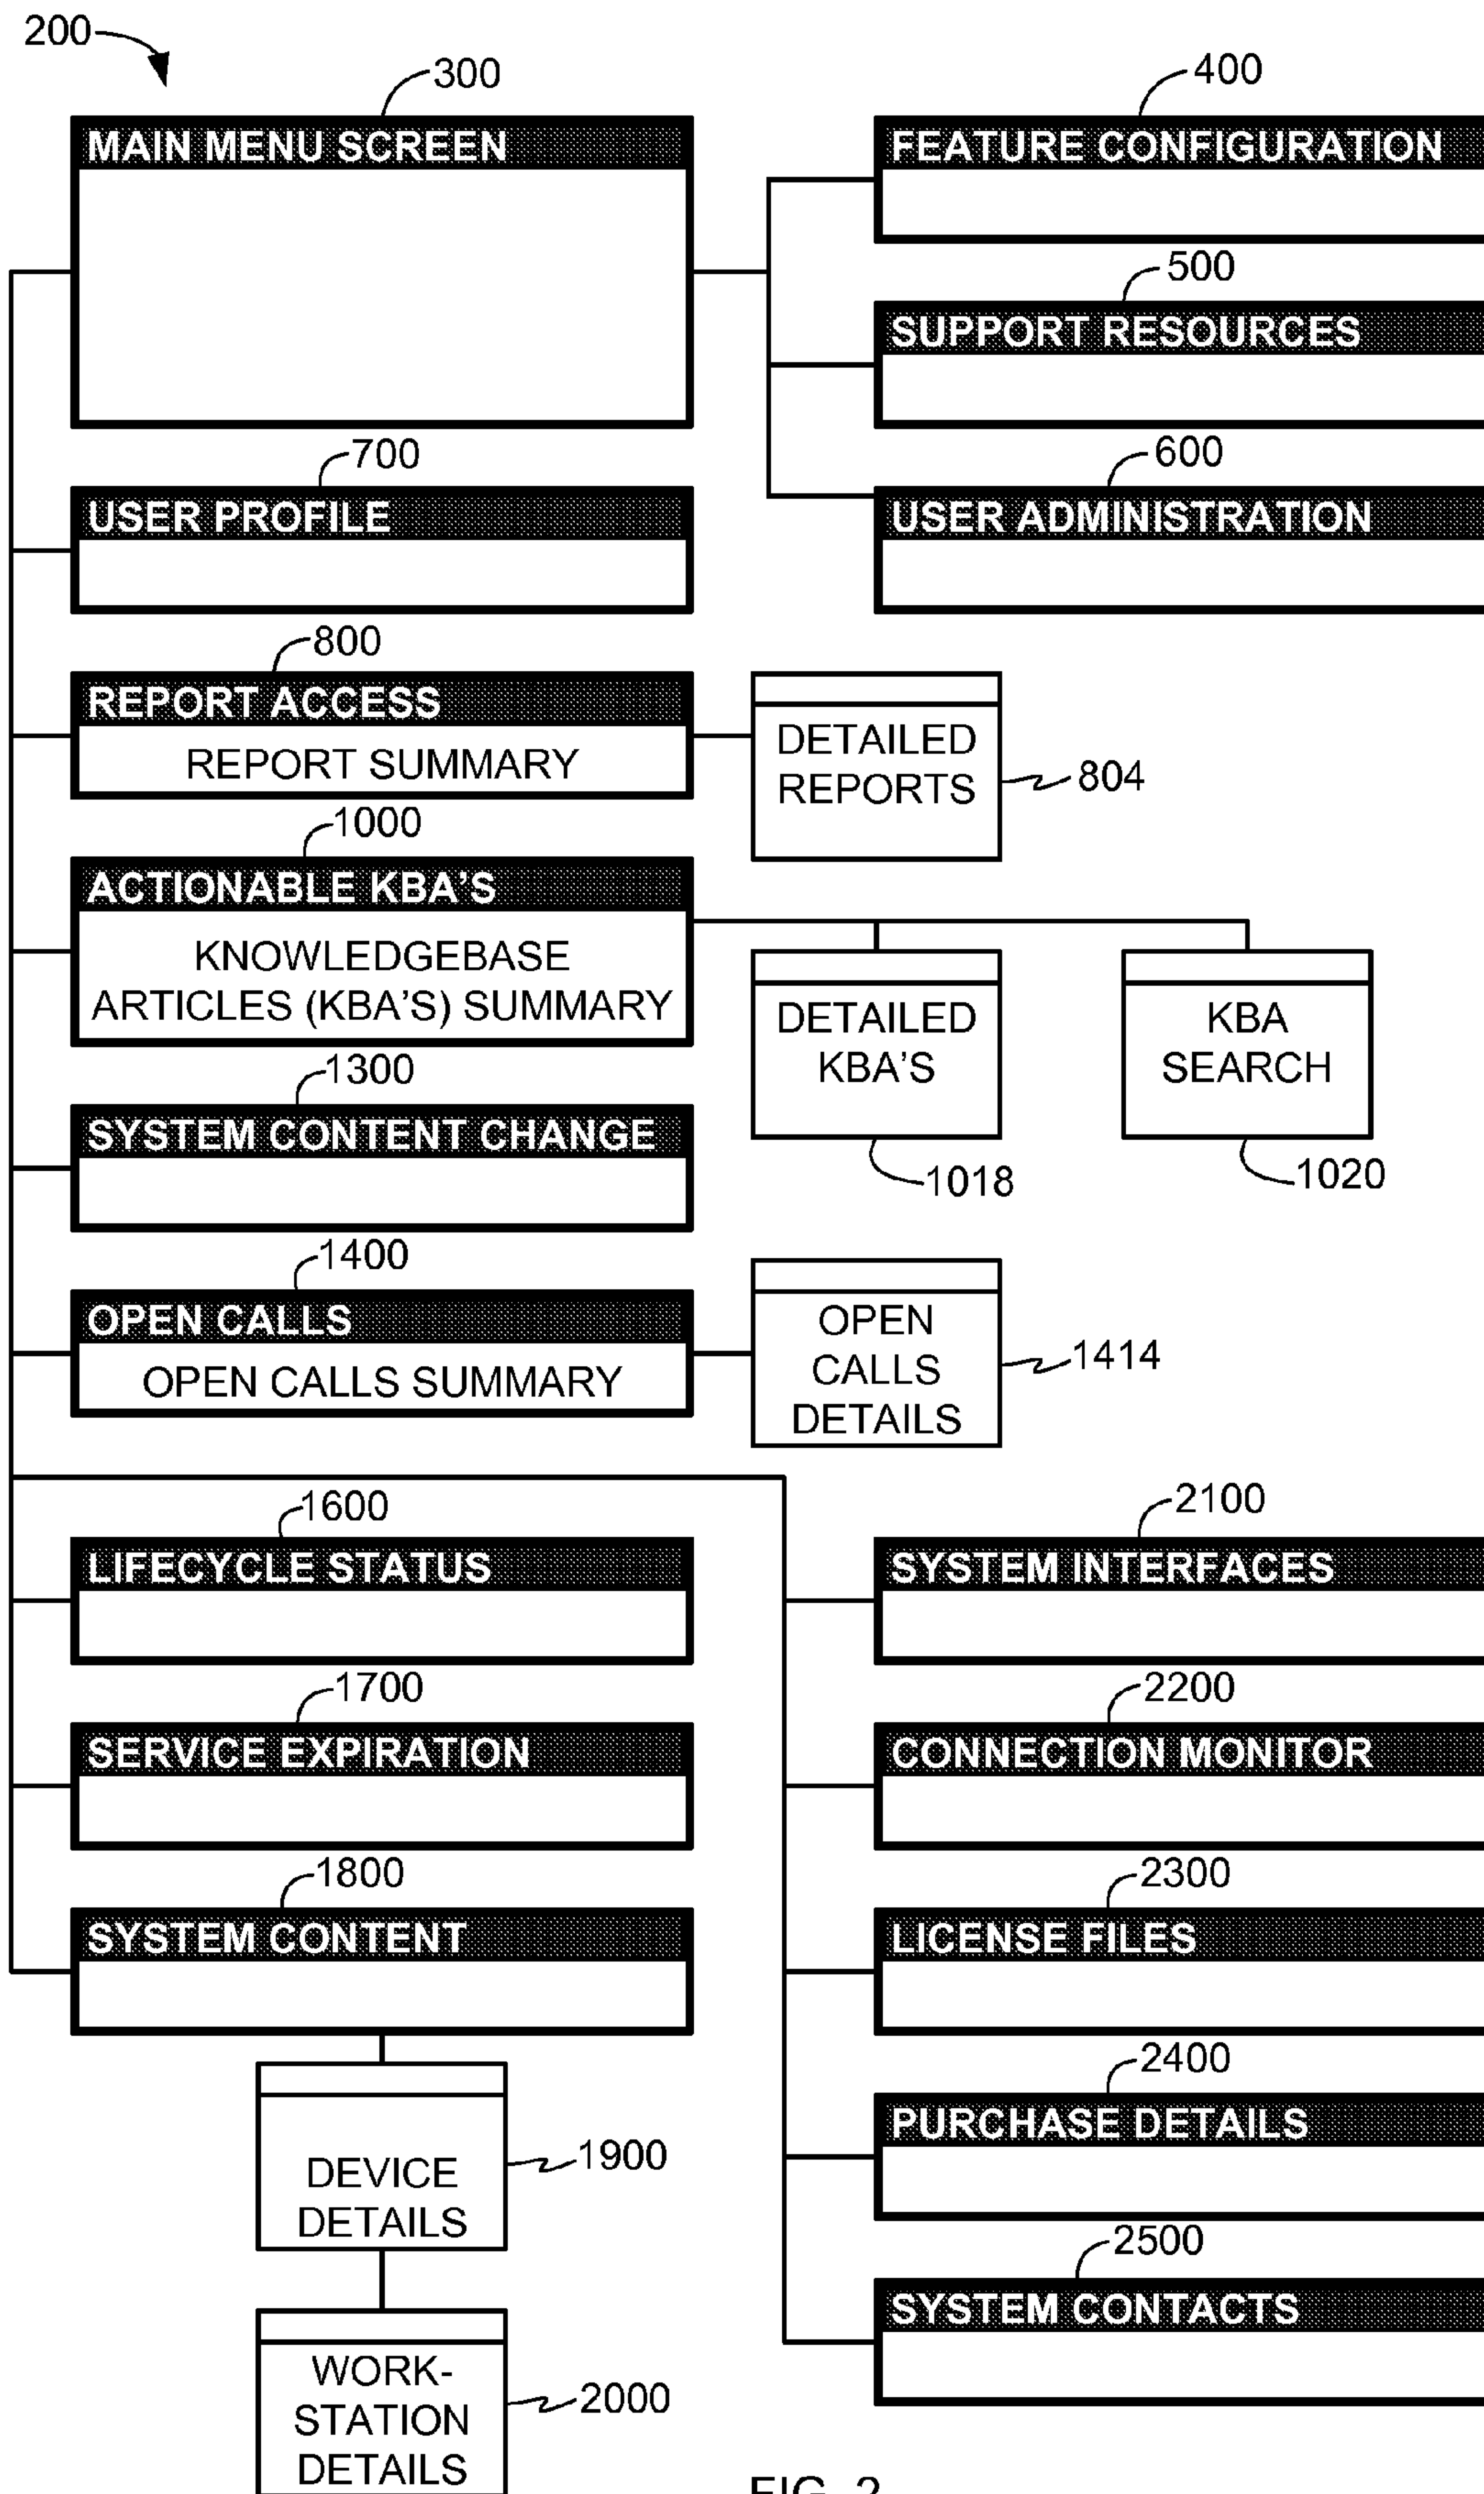 200
300
400
MAIN MENU SCREEN
FEATURE CONFIGURATION
500
SUPPORT RESOURCES
700
600
USER PROFILE
USER ADMINISTRATION
800
REPORT ACCESS
REPORT SUMMARY
DETAILED
REPORTS
804
1000
ACTIONABLE KBA'S
KNOWLEDGEBASE
ARTICLES (KBA'S) SUMMARY
DETAILED
KBA'S
KBA
SEARCH
1300
SYSTEM CONTENT CHANGE
1018
1020
1400
OPEN CALLS
OPEN CALLS SUMMARY
OPEN
CALLS
DETAILS
1414
1600
2100
LIFECYCLE STATUS
SYSTEM INTERFACES
1700
2200
SERVICE EXPIRATION
CONNECTION MONITOR
1800
2300
SYSTEM CONTENT
LICENSE FILES
2400
PURCHASE DETAILS
DEVICE
DETAILS
1900
2500
SYSTEM CONTACTS
WORK-
STATION
DETAILS
2000
FIG. 2